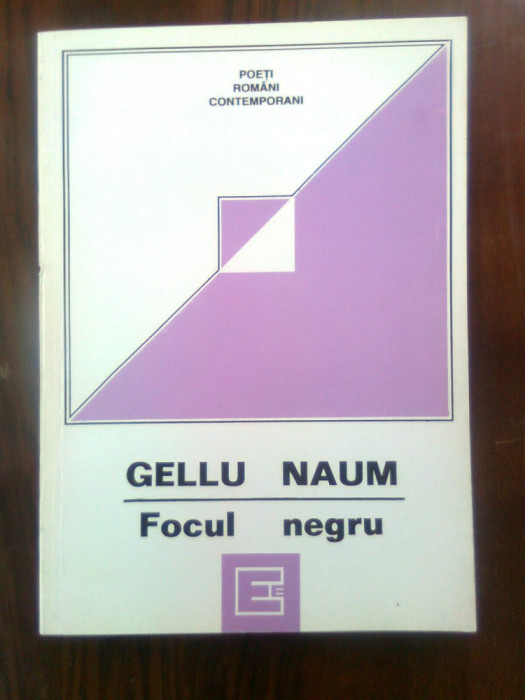 POEȚI
ROMÂNI
CONTEMPORANI
GELLU NAUM
Focul negru
E
E